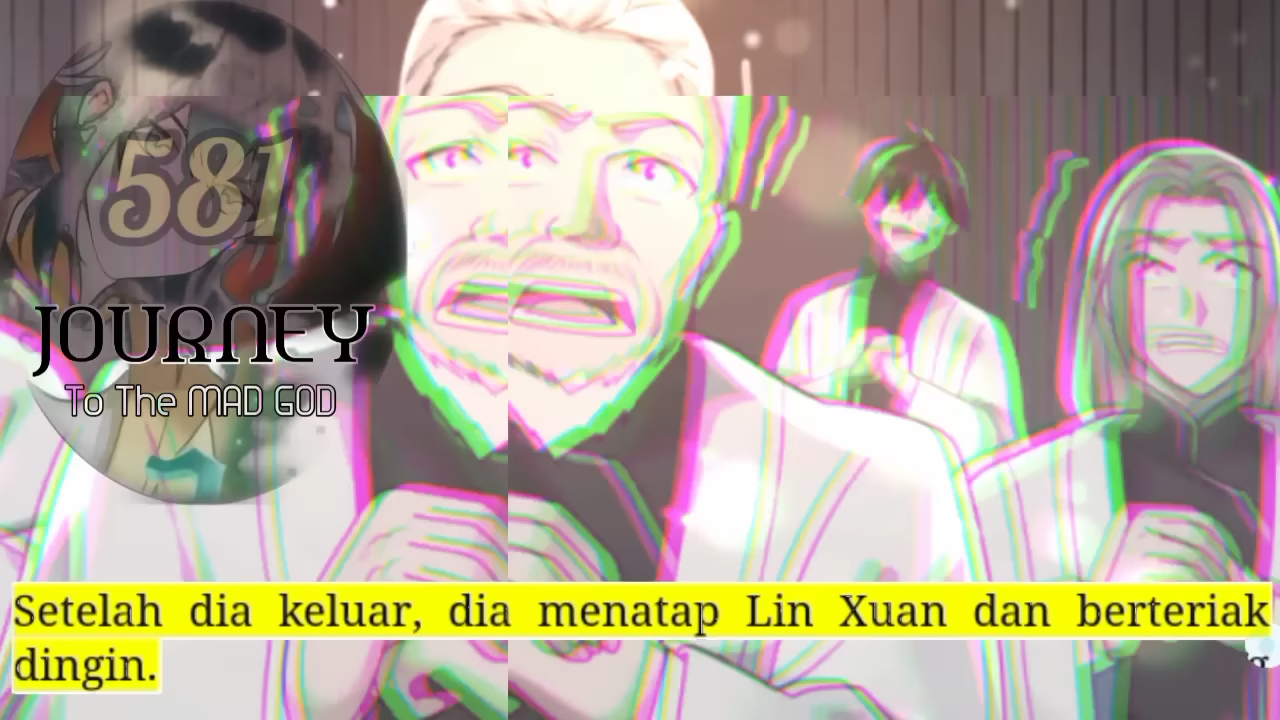 581
JOURNEY
To The MAD GOD
Setelah dia keluar, dia menatap Lin Xuan dan berteriak
dingin.